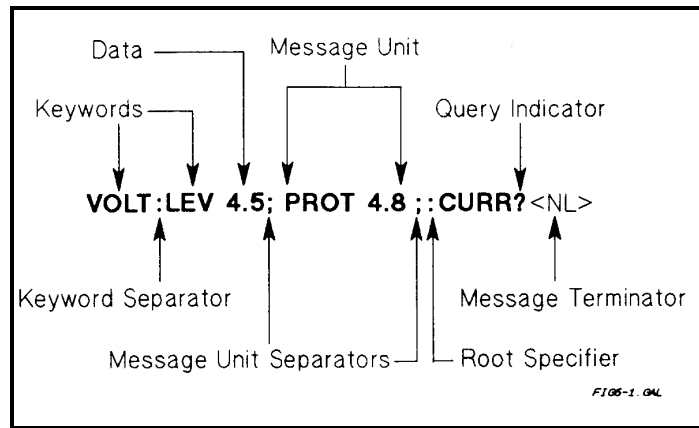 Data
Message Unit
Keywords
Query Indicator
VOLT:LEV 4.5; PROT 4.8 ;:CURR?<NL>
Keyword Separator
Message Terminator
Message Unit Separators
Root Specifier
FIG6-1.GAL